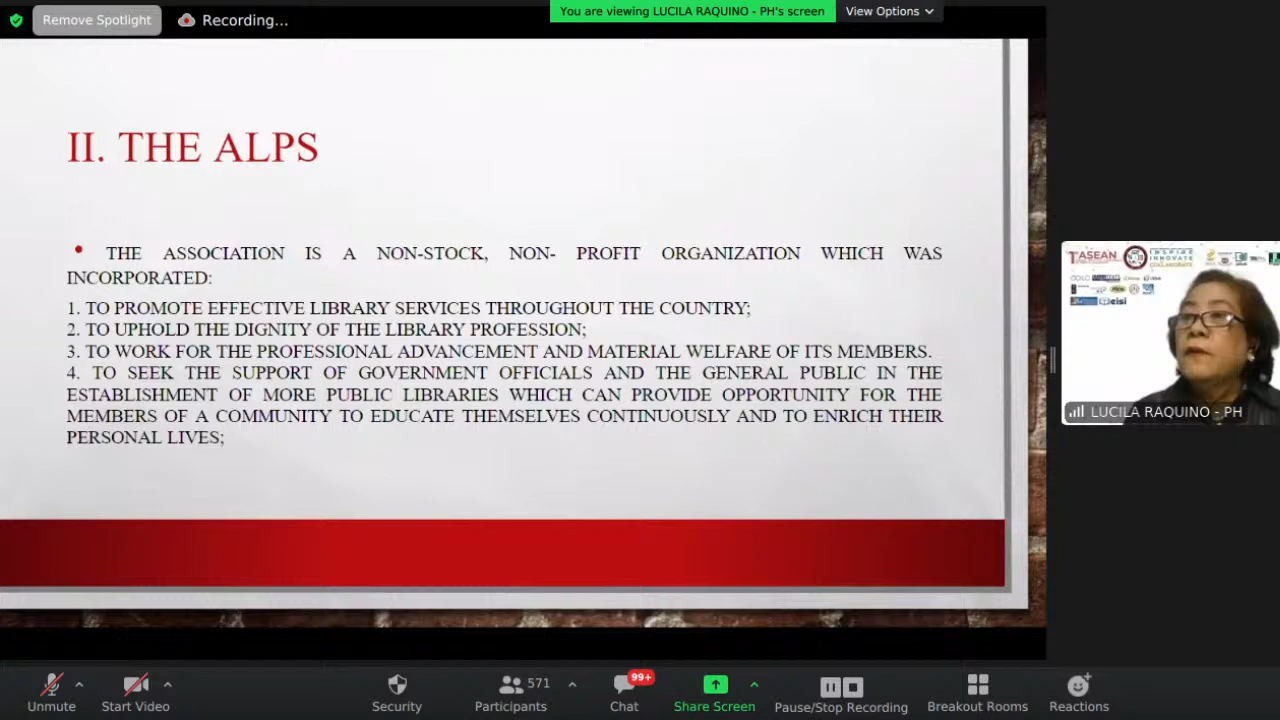 Remove Spotlight
Recording...
You are viewing LUCILA RAQUINO - PH's screen
View Options
II. THE ALPS
• THE ASSOCIATION IS A NON-STOCK, NON- PROFIT ORGANIZATION WHICH WAS
INCORPORATED:
1. TO PROMOTE EFFECTIVE LIBRARY SERVICES THROUGHOUT THE COUNTRY;
2. TO UPHOLD THE DIGNITY OF THE LIBRARY PROFESSION;
3. TO WORK FOR THE PROFESSIONAL ADVANCEMENT AND MATERIAL WELFARE OF ITS MEMBERS.
4. TO SEEK THE SUPPORT OF GOVERNMENT OFFICIALS AND THE GENERAL PUBLIC IN THE
ESTABLISHMENT OF MORE PUBLIC LIBRARIES WHICH CAN PROVIDE OPPORTUNITY FOR THE
MEMBERS OF A COMMUNITY TO EDUCATE THEMSELVES CONTINUOUSLY AND TO ENRICH THEIR
PERSONAL LIVES;
ASEAN
INSPIRE
INNOVATE
COLLABORATE
LUCILA RAQUINO - PH
Unmute
Start Video
Security
571
Participants
99+
Chat
Share Screen
Pause/Stop Recording
Breakout Rooms
Reactions